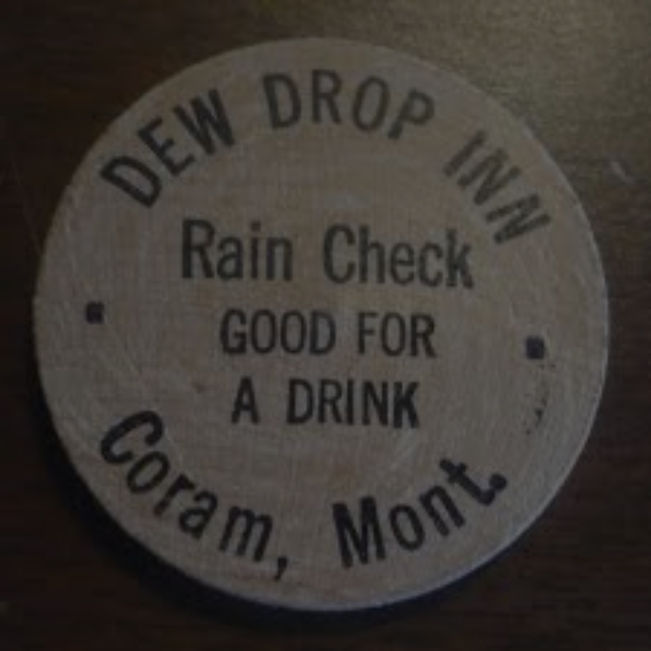 DEW DROP INN
Rain Check
GOOD FOR
A DRINK
Coram, Mont.